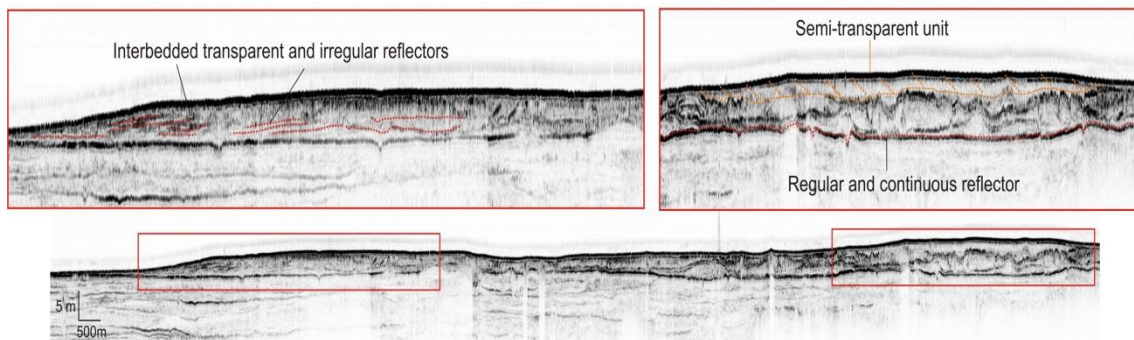 Interbedded transparent and irregular reflectors
Semi-transparent unit
Regular and continuous reflector
5 m
500m